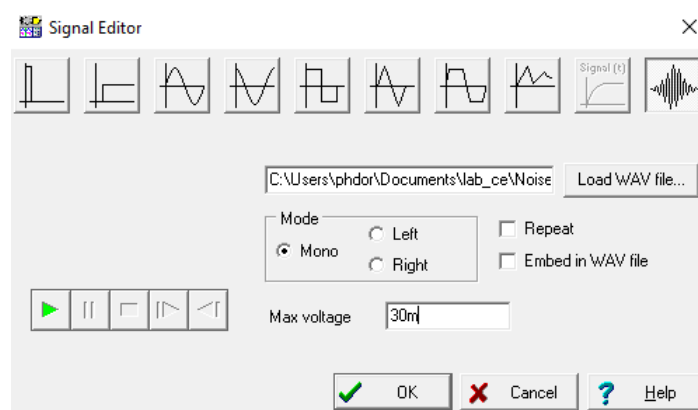 Signal Editor
Signal (t)
C:\Users\phdor\Documents\lab_ce\Noise
Load WAV file...
Mode
Mono
Left
Right
Repeat
Embed in WAV file
Max voltage
30m
OK
Cancel
? Help